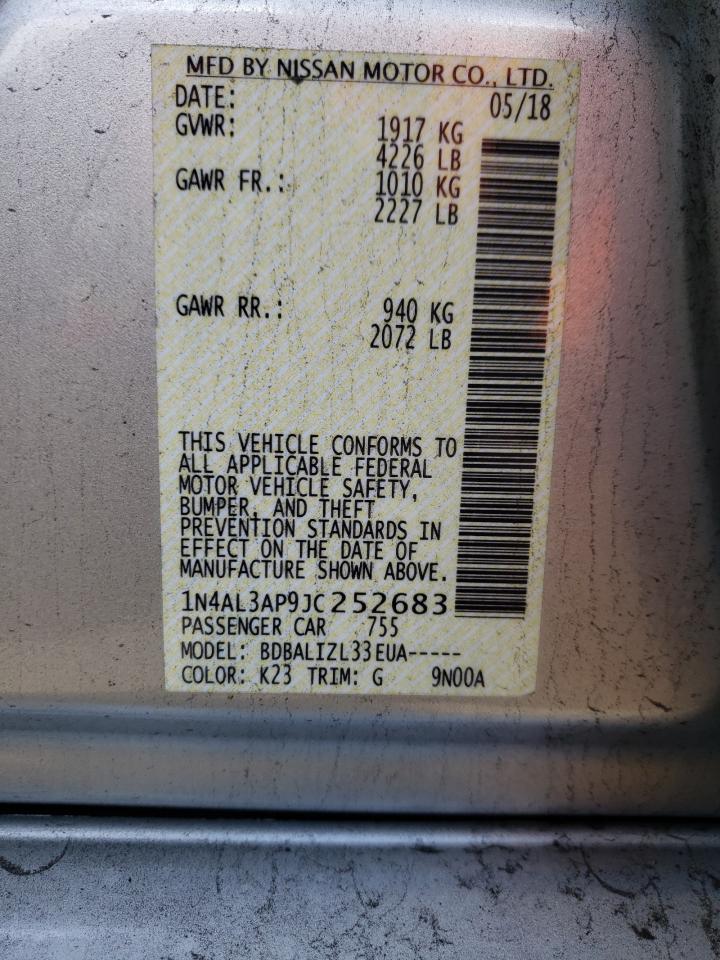 MFD BY NISSAN MOTOR CO., LTD.
DATE: 05/18
GVWR: 1917 KG
4226 LB
GAWR FR.: 1010 KG
2227 LB
GAWR RR.: 940 KG
2072 LB
THIS VEHICLE CONFORMS TO
ALL APPLICABLE FEDERAL
MOTOR VEHICLE SAFETY,
BUMPER, AND THEFT
PREVENTION STANDARDS IN
EFFECT ON THE DATE OF
MANUFACTURE SHOWN ABOVE.
1N4AL3AP9JC252683
PASSENGER CAR 755
MODEL: BDBALIZL33EUA-----
COLOR: K23 TRIM: G 9N00A